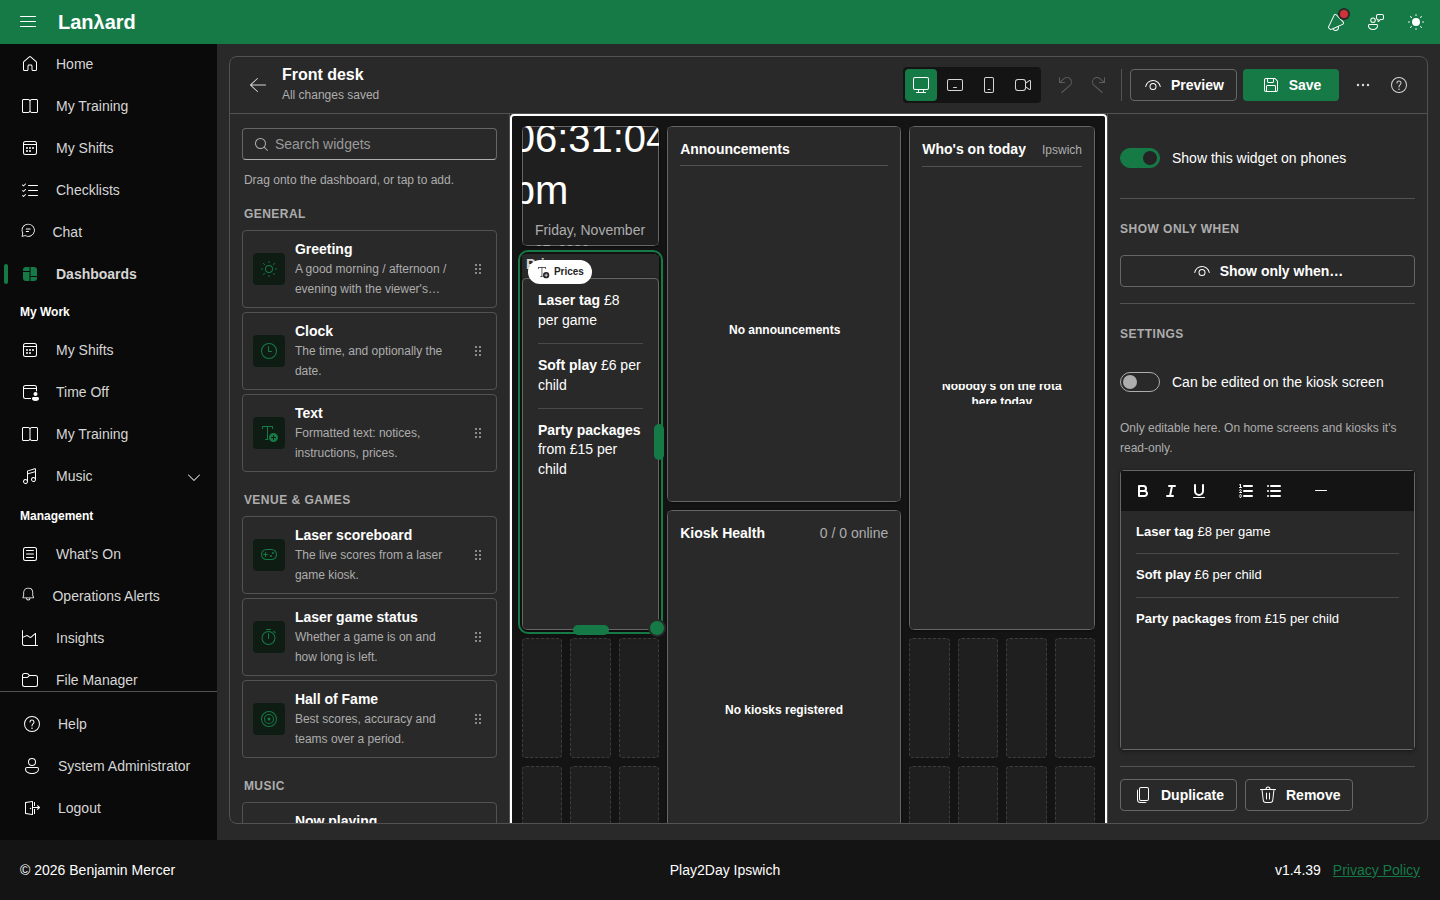 Lanλard
Home
My Training
My Shifts
Checklists
Chat
Dashboards
My Work
My Shifts
Time Off
My Training
Music
Management
What's On
Operations Alerts
Insights
File Manager
Help
System Administrator
Logout
Front desk
All changes saved
Preview
Save
Search widgets
Drag onto the dashboard, or tap to add.
GENERAL
Greeting
A good morning / afternoon /
evening with the viewer's…
Clock
The time, and optionally the
date.
Text
Formatted text: notices,
instructions, prices.
VENUE & GAMES
Laser scoreboard
The live scores from a laser
game kiosk.
Laser game status
Whether a game is on and
how long is left.
Hall of Fame
Best scores, accuracy and
teams over a period.
MUSIC
Now playing
06:31:04
pm
Friday, November
Prices
Laser tag £8
per game
Soft play £6 per
child
Party packages
from £15 per
child
Announcements
No announcements
Kiosk Health
0 / 0 online
No kiosks registered
Who's on today
Ipswich
Nobody's on the rota
here today
Show this widget on phones
SHOW ONLY WHEN
Show only when…
SETTINGS
Can be edited on the kiosk screen
Only editable here. On home screens and kiosks it's
read-only.
B I U
Laser tag £8 per game
Soft play £6 per child
Party packages from £15 per child
Duplicate
Remove
© 2026 Benjamin Mercer
Play2Day Ipswich
v1.4.39
Privacy Policy